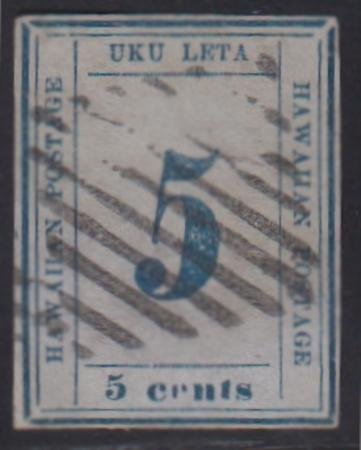 UKU LETA
HAWAIIAN POSTAGE
5
HAWAIIAN POSTAGE
5 cents